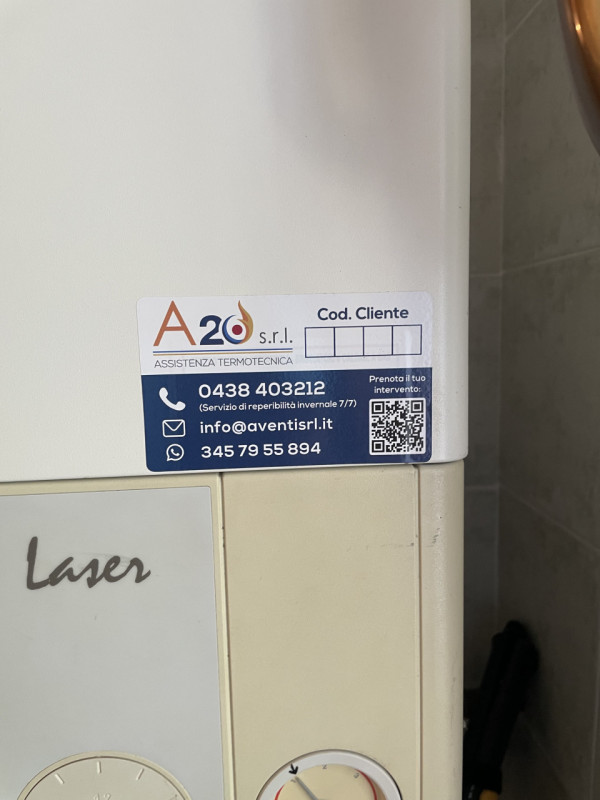 A20 s.r.l.
ASSISTENZA TERMOTECNICA
Cod. Cliente
0438 403212
(Servizio di reperibilità invernale 7/7)
info@aventisrl.it
345 79 55 894
Prenota il tuo
intervento:
Laser